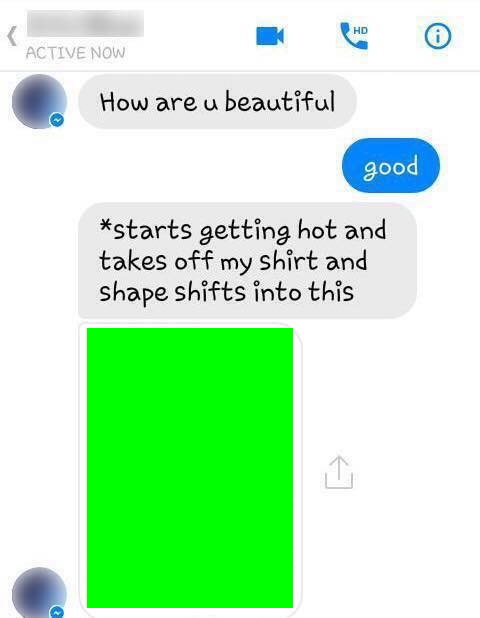 ACTIVE NOW
HD
How are u beautiful
good
*starts getting hot and
takes off my shirt and
shape shifts into this